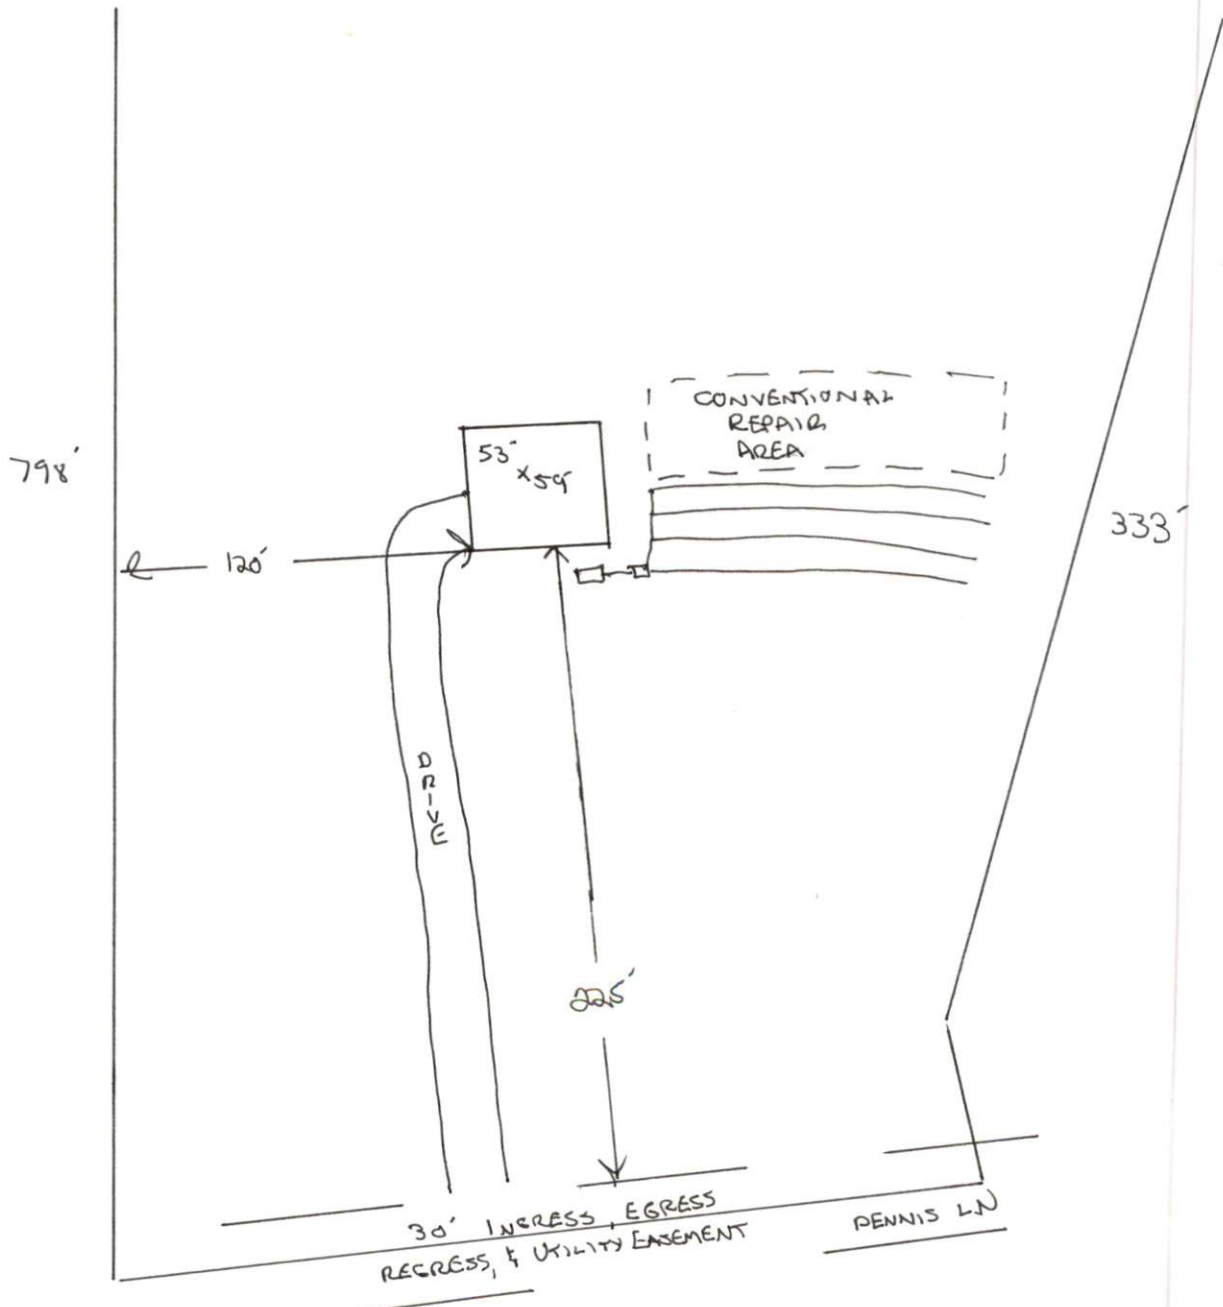 CONVENTIONAL
REPAIR
AREA
53'
x59'
798'
333'
120'
DRIVE
225'
30' INGRESS, EGRESS
REGRESS, & UTILITY EASEMENT
DENNIS LN